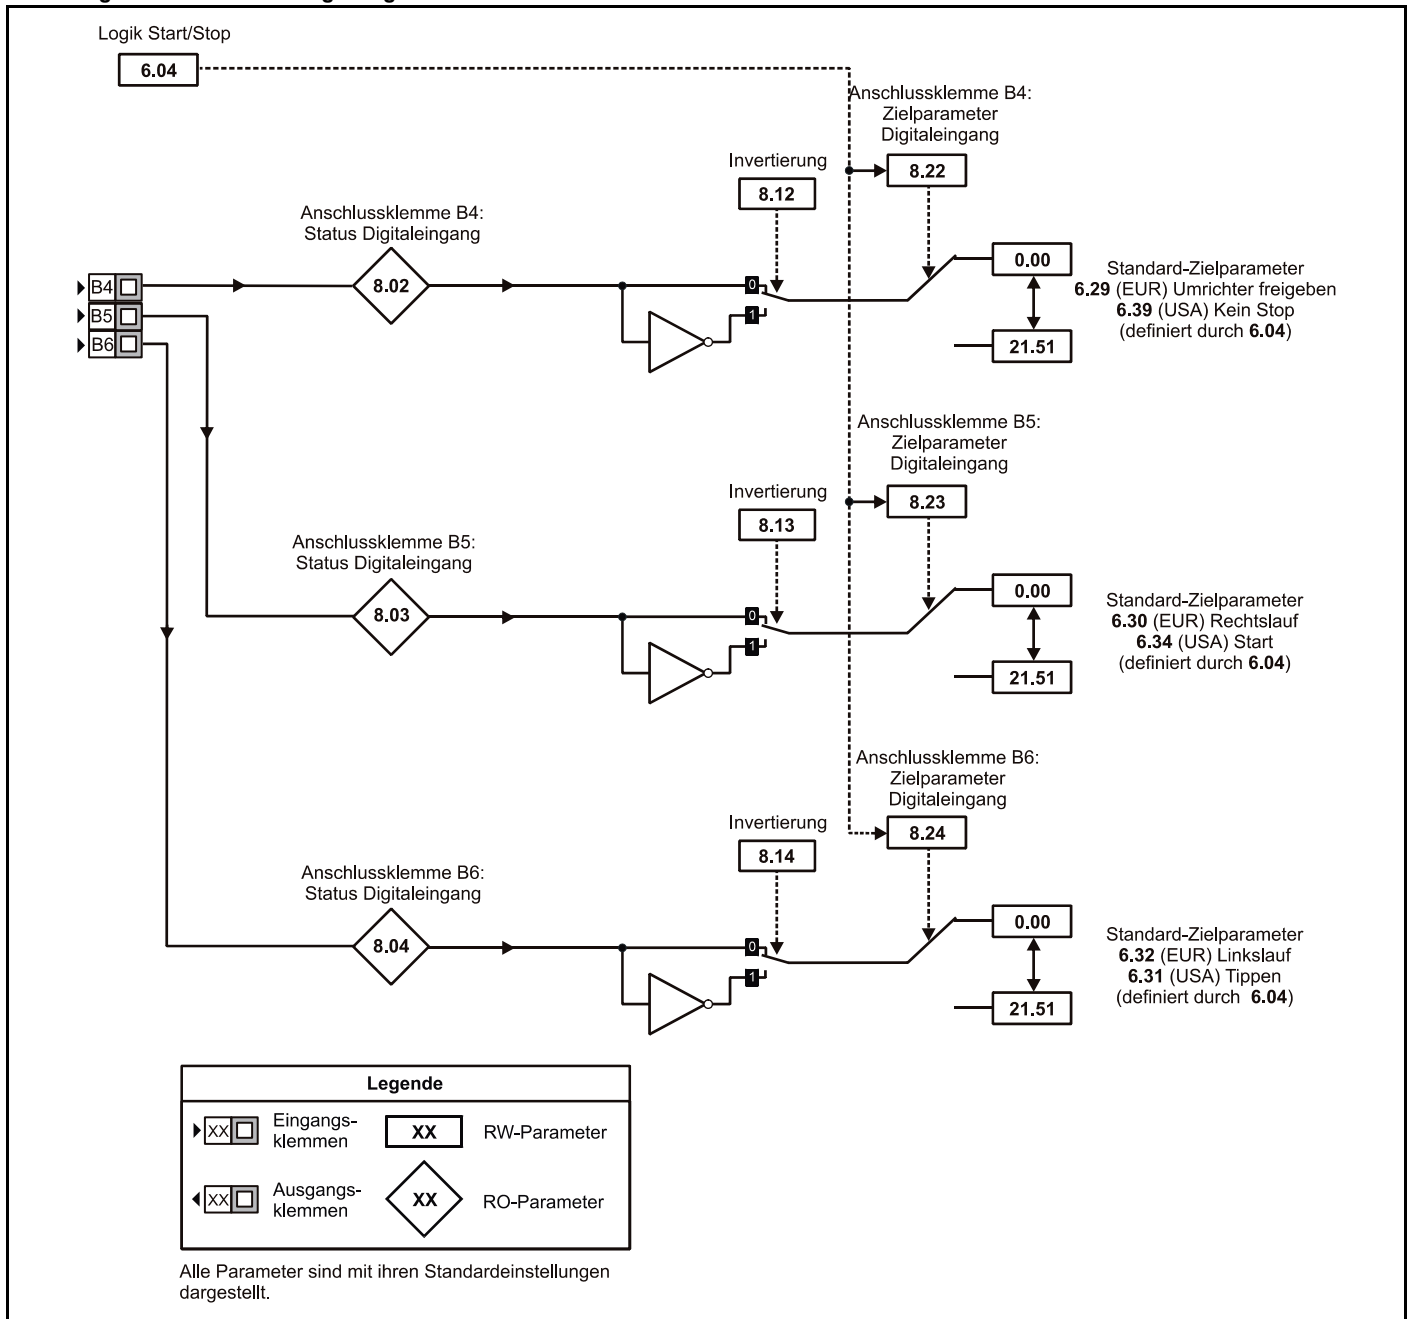 Logik Start/Stop
6.04
Anschlussklemme B4:
Zielparameter
Digitaleingang
8.22
Invertierung
8.12
Anschlussklemme B4:
Status Digitaleingang
8.02
B4
B5
B6
0
1
0.00
21.51
Standard-Zielparameter
6.29 (EUR) Umrichter freigeben
6.39 (USA) Kein Stop
(definiert durch 6.04)
Anschlussklemme B5:
Zielparameter
Digitaleingang
8.23
Invertierung
8.13
Anschlussklemme B5:
Status Digitaleingang
8.03
0
1
0.00
21.51
Standard-Zielparameter
6.30 (EUR) Rechtslauf
6.34 (USA) Start
(definiert durch 6.04)
Anschlussklemme B6:
Zielparameter
Digitaleingang
8.24
Invertierung
8.14
Anschlussklemme B6:
Status Digitaleingang
8.04
0
1
0.00
21.51
Standard-Zielparameter
6.32 (EUR) Linkslauf
6.31 (USA) Tippen
(definiert durch 6.04)
Legende
XX
Eingangs-
klemmen
XX
RW-Parameter
XX
Ausgangs-
klemmen
XX
RO-Parameter
Alle Parameter sind mit ihren Standardeinstellungen
dargestellt.